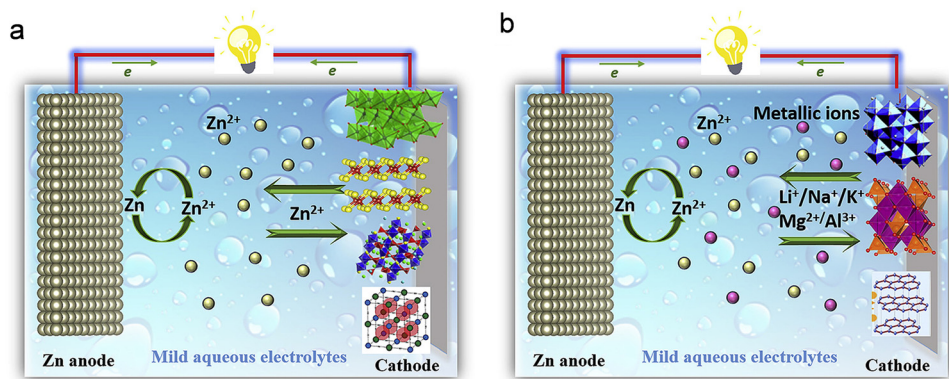 a
e
e
Zn²⁺
Zn
Zn²⁺
Zn²⁺
Zn anode
Mild aqueous electrolytes
Cathode
b
e
e
Zn²⁺
Metallic ions
Zn
Zn²⁺
Li⁺/Na⁺/K⁺
Mg²⁺/Al³⁺
Zn anode
Mild aqueous electrolytes
Cathode